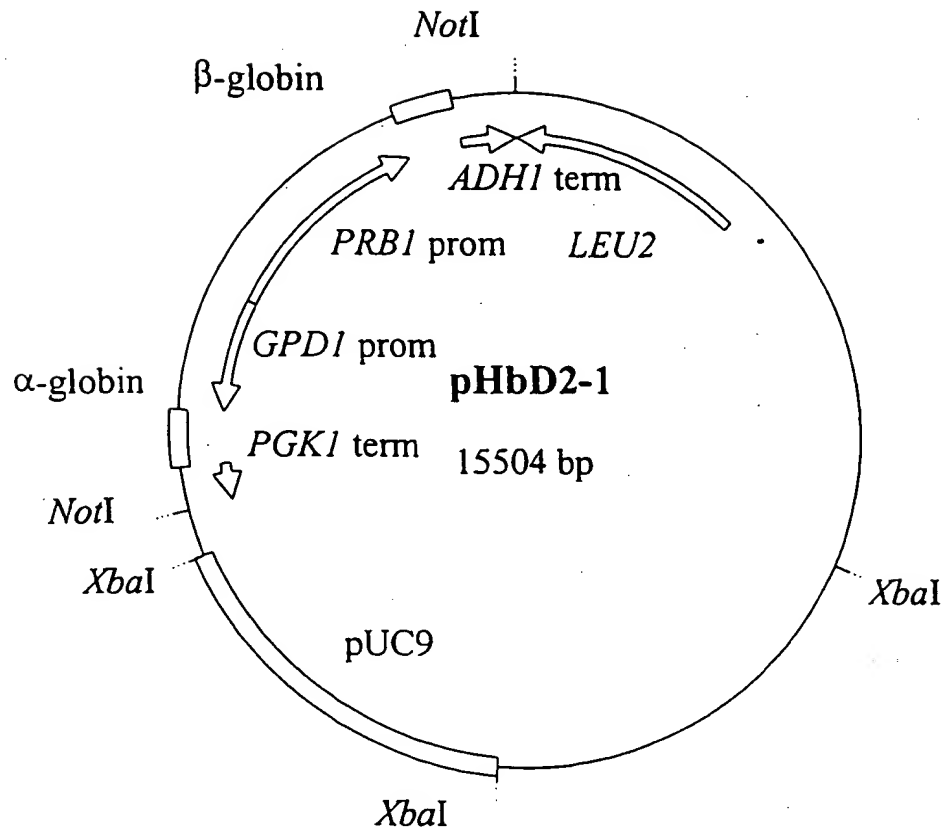 NotI
β-globin
ADH1 term
PRB1 prom
LEU2
GPD1 prom
α-globin
pHbD2-1
PGK1 term
15504 bp
NotI
XbaI
XbaI
pUC9
XbaI